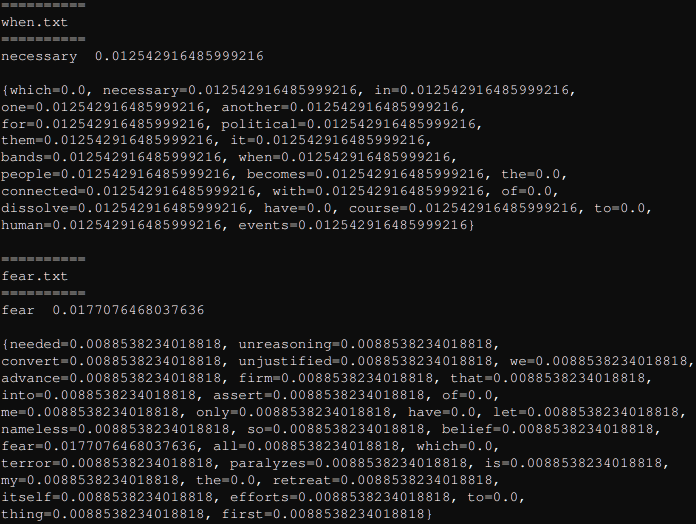 ==========
when.txt
==========
necessary  0.012542916485999216
{which=0.0, necessary=0.012542916485999216, in=0.012542916485999216,
one=0.012542916485999216, another=0.012542916485999216,
for=0.012542916485999216, political=0.012542916485999216,
them=0.012542916485999216, it=0.012542916485999216,
bands=0.012542916485999216, when=0.012542916485999216,
people=0.012542916485999216, becomes=0.012542916485999216, the=0.0,
connected=0.012542916485999216, with=0.012542916485999216, of=0.0,
dissolve=0.012542916485999216, have=0.0, course=0.012542916485999216, to=0.0,
human=0.012542916485999216, events=0.012542916485999216}
==========
fear.txt
==========
fear  0.0177076468037636
{needed=0.0088538234018818, unreasoning=0.0088538234018818,
convert=0.0088538234018818, unjustified=0.0088538234018818, we=0.0088538234018818,
advance=0.0088538234018818, firm=0.0088538234018818, that=0.0088538234018818,
into=0.0088538234018818, assert=0.0088538234018818, of=0.0,
me=0.0088538234018818, only=0.0088538234018818, have=0.0, let=0.0088538234018818,
nameless=0.0088538234018818, so=0.0088538234018818, belief=0.0088538234018818,
fear=0.0177076468037636, all=0.0088538234018818, which=0.0,
terror=0.0088538234018818, paralyzes=0.0088538234018818, is=0.0088538234018818,
my=0.0088538234018818, the=0.0, retreat=0.0088538234018818,
itself=0.0088538234018818, efforts=0.0088538234018818, to=0.0,
thing=0.0088538234018818, first=0.0088538234018818}